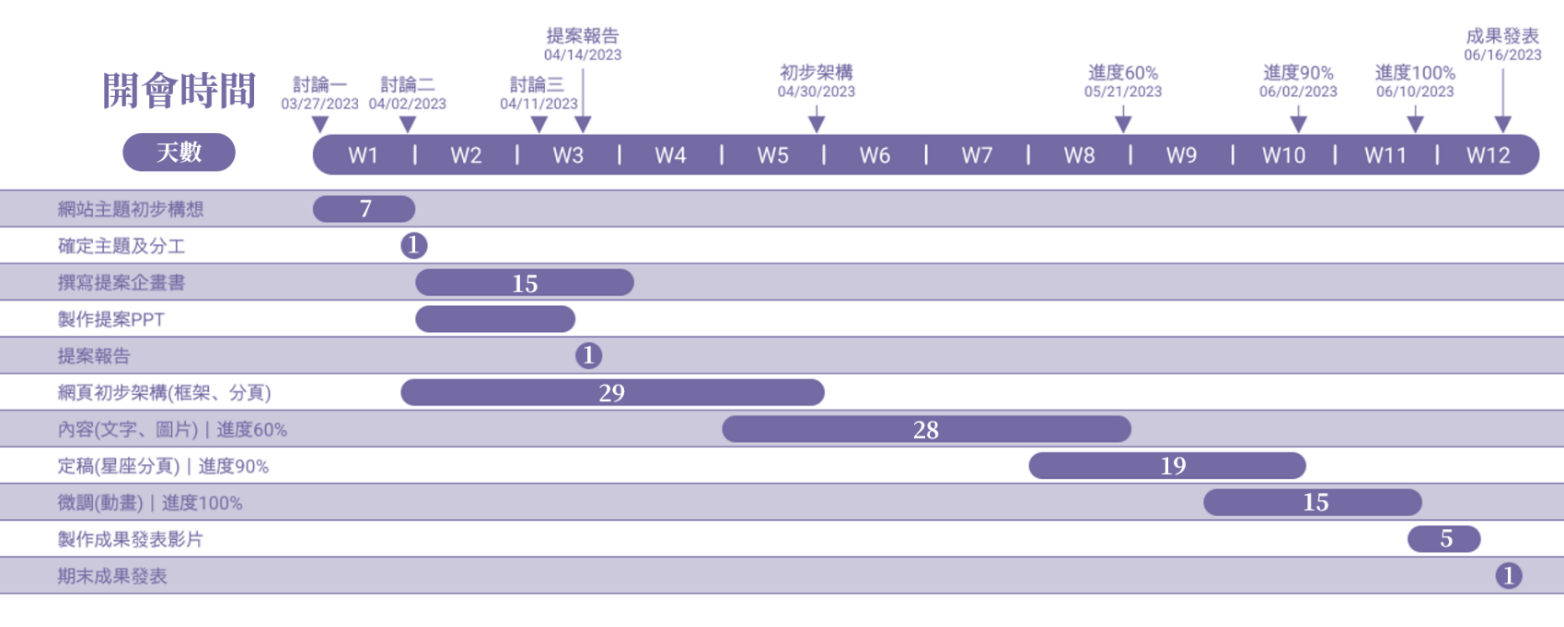 提案報告
04/14/2023
成果發表
06/16/2023
開會時間
討論一
03/27/2023
討論二
04/02/2023
討論三
04/11/2023
初步架構
04/30/2023
進度60%
05/21/2023
進度90%
06/02/2023
進度100%
06/10/2023
天數
W1 | W2 | W3 | W4 | W5 | W6 | W7 | W8 | W9 | W10 | W11 | W12
網站主題初步構想 7
確定主題及分工 1
撰寫提案企畫書 15
製作提案PPT
提案報告 1
網頁初步架構(框架、分頁) 29
內容(文字、圖片)|進度60% 28
定稿(星座分頁)|進度90% 19
微調(動畫)|進度100% 15
製作成果發表影片 5
期末成果發表 1